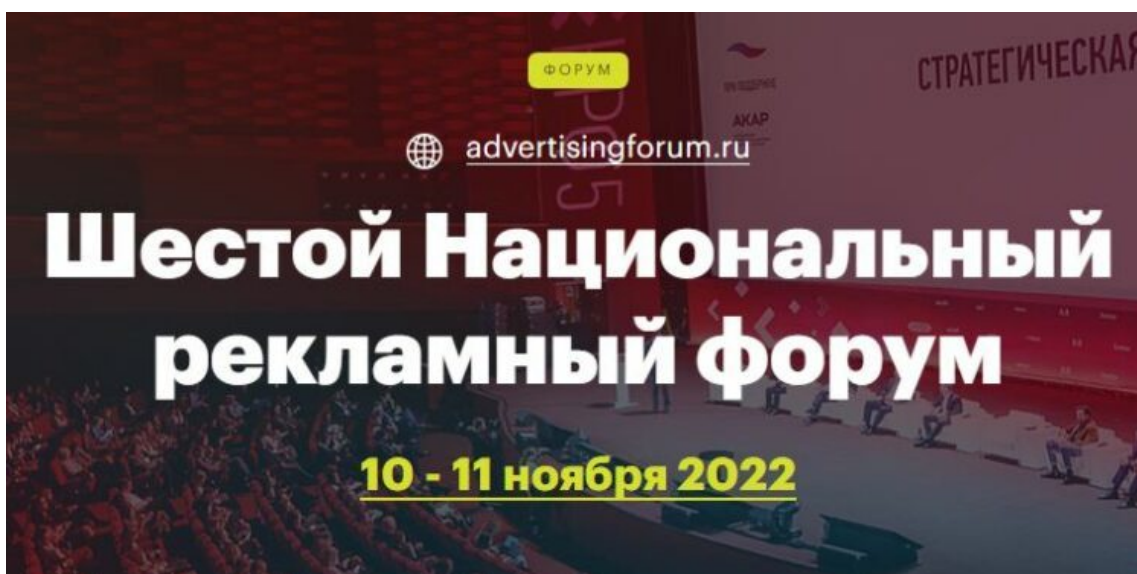 ФОРУМ
СТРАТЕГИЧЕСКАЯ
АКАР
advertisingforum.ru
Шестой Национальный
рекламный форум
10 - 11 ноября 2022